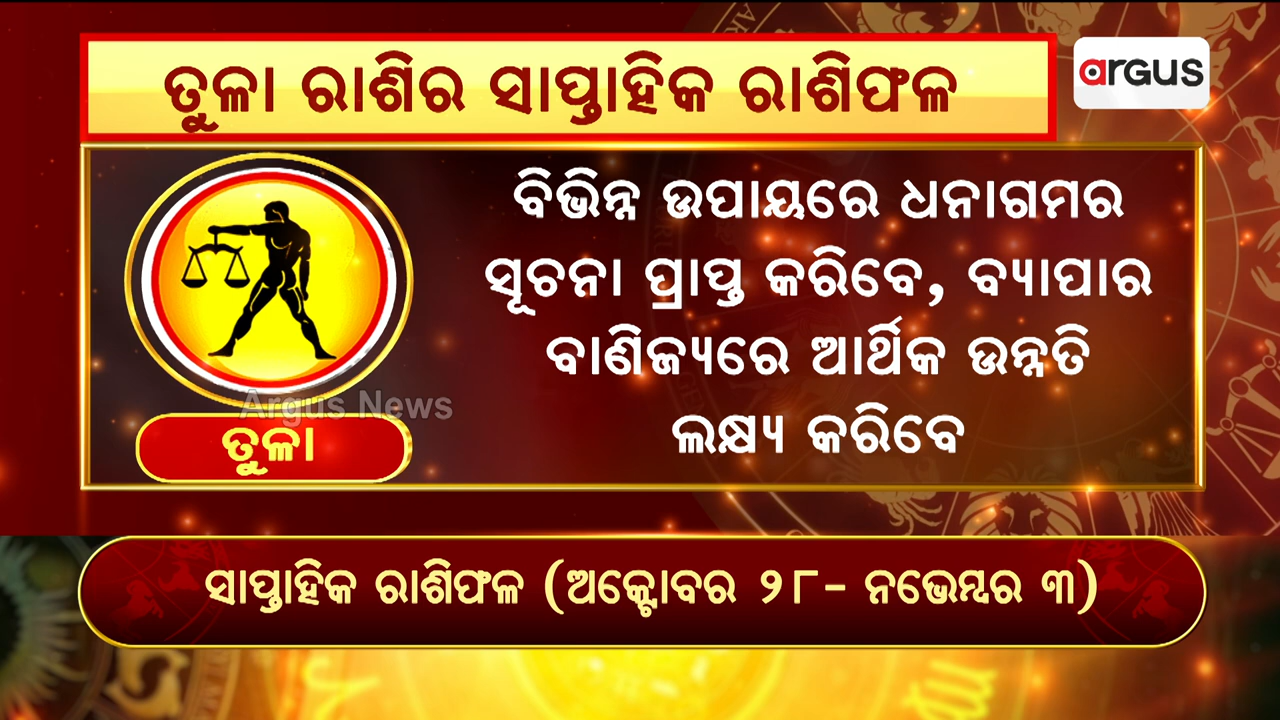 ତୁଳା ରାଶିର ସାପ୍ତାହିକ ରାଶିଫଳ
argus
ବିଭିନ୍ନ ଉପାୟରେ ଧନାଗମର
ସୂଚନା ପ୍ରାପ୍ତ କରିବେ, ବ୍ୟାପାର
ବାଣିଜ୍ୟରେ ଆର୍ଥିକ ଉନ୍ନତି
ଲକ୍ଷ୍ୟ କରିବେ
Argus News
ତୁଳା
ସାପ୍ତାହିକ ରାଶିଫଳ (ଅକ୍ଟୋବର ୨୮- ନଭେମ୍ବର ୩)